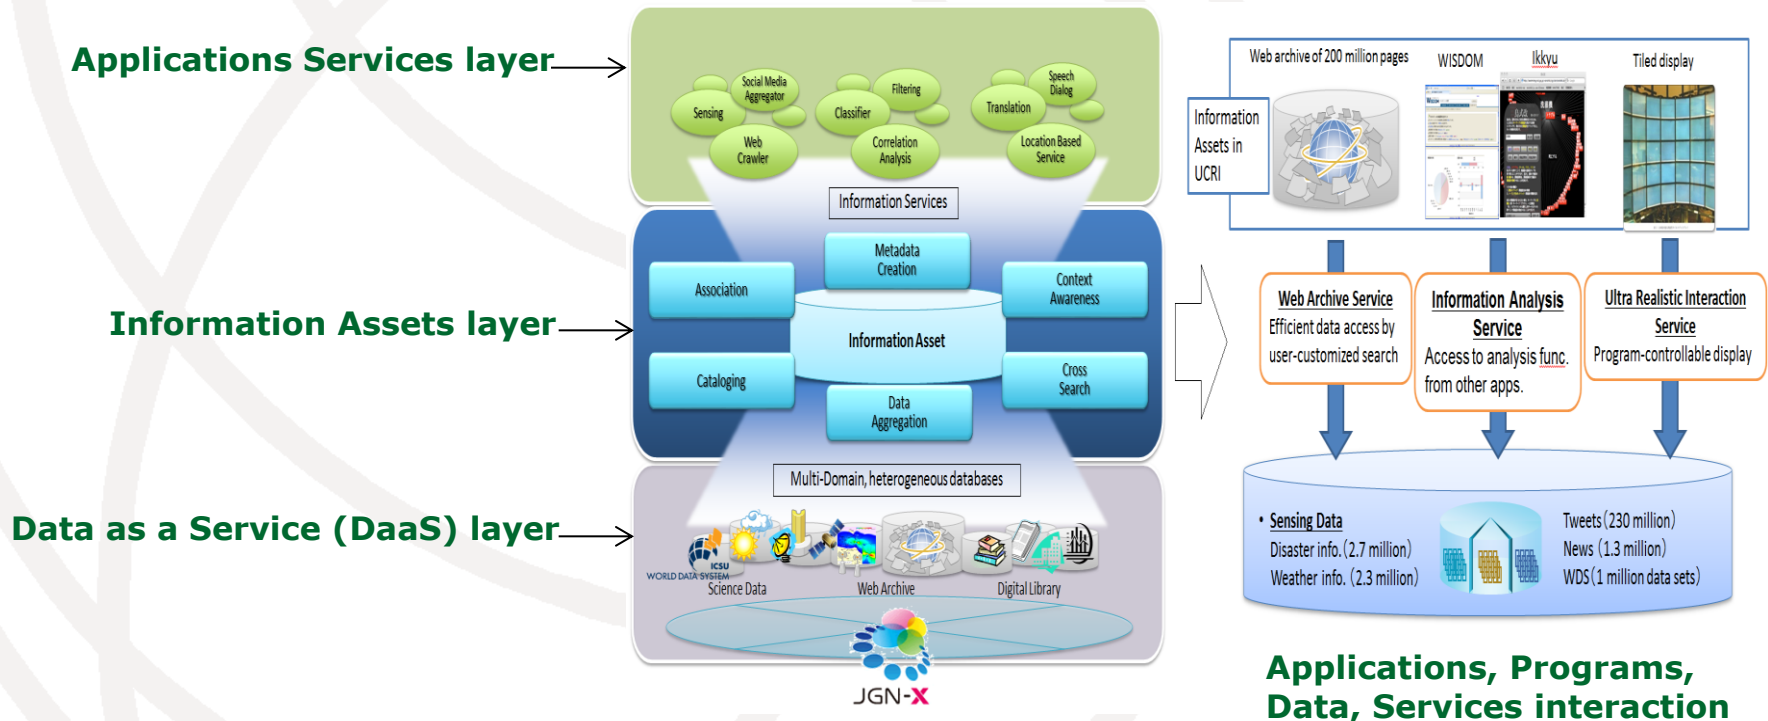 Applications Services layer
Information Assets layer
Data as a Service (DaaS) layer
Sensing
Social Media
Aggregator
Web
Crawler
Classifier
Filtering
Correlation
Analysis
Translation
Speech
Dialog
Location Based
Service
Information Services
Metadata
Creation
Association
Context
Awareness
Information Asset
Cataloging
Cross
Search
Data
Aggregation
Multi-Domain, heterogeneous databases
ICSU
WORLD DATA SYSTEM
Science Data
Web Archive
Digital Library
JGN-X
Web archive of 200 million pages
WISDOM
Ikkyu
Tiled display
Information
Assets in
UCRI
Web Archive Service
Efficient data access by
user-customized search
Information Analysis
Service
Access to analysis func.
from other apps.
Ultra Realistic Interaction
Service
Program-controllable display
• Sensing Data
Disaster info.(2.7 million)
Weather info. (2.3 million)
Tweets(230 million)
News (1.3 million)
WDS(1 million data sets)
Applications, Programs,
Data, Services interaction